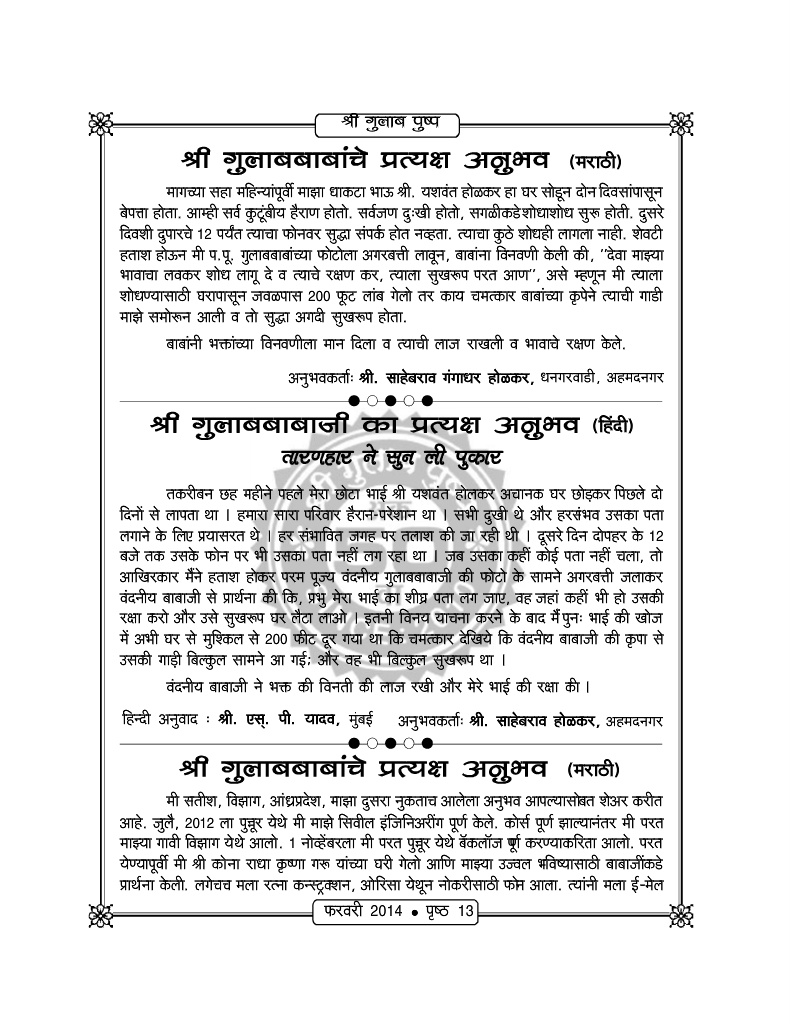 श्री गुलाब पुष्प
श्री गुलाबबाबांचे प्रत्यक्ष अनुभव (मराठी)
मागच्या सहा महिन्यांपूर्वी माझा धाकटा भाऊ श्री. यशवंत होळकर हा घर सोडून दोन दिवसांपासून
बेपत्ता होता. आम्ही सर्व कुटूंबीय हैराण होतो. सर्वजण दुःखी होतो, सगळीकडे शोधाशोध सुरू होती. दुसरे
दिवशी दुपारचे 12 पर्यंत त्याचा फोनवर सुद्धा संपर्क होत नव्हता. त्याचा कुठे शोधही लागला नाही. शेवटी
हताश होऊन मी प.पू. गुलाबबाबांच्या फोटोला अगरबत्ती लावून, बाबांना विनवणी केली की, ''देवा माझ्या
भावाचा लवकर शोध लागू दे व त्याचे रक्षण कर, त्याला सुखरूप परत आण'', असे म्हणून मी त्याला
शोधण्यासाठी घरापासून जवळपास 200 फूट लांब गेलो तर काय चमत्कार बाबांच्या कृपेने त्याची गाडी
माझे समोरून आली व तो सुद्धा अगदी सुखरूप होता.
बाबांनी भक्तांच्या विनवणीला मान दिला व त्याची लाज राखली व भावाचे रक्षण केले.
अनुभवकर्ताः श्री. साहेबराव गंगाधर होळकर, धनगरवाडी, अहमदनगर
श्री गुलाबबाबाजी का प्रत्यक्ष अनुभव (हिंदी)
तारणहार ने सुन ली पुकार
तकरीबन छह महीने पहले मेरा छोटा भाई श्री यशवंत होलकर अचानक घर छोड़कर पिछले दो
दिनों से लापता था । हमारा सारा परिवार हैरान-परेशान था । सभी दुखी थे और हरसंभव उसका पता
लगाने के लिए प्रयासरत थे । हर संभावित जगह पर तलाश की जा रही थी । दूसरे दिन दोपहर के 12
बजे तक उसके फोन पर भी उसका पता नहीं लग रहा था । जब उसका कहीं कोई पता नहीं चला, तो
आखिरकार मैंने हताश होकर परम पूज्य वंदनीय गुलाबबाबाजी की फोटो के सामने अगरबत्ती जलाकर
वंदनीय बाबाजी से प्रार्थना की कि, प्रभु मेरा भाई का शीघ्र पता लग जाए, वह जहां कहीं भी हो उसकी
रक्षा करो और उसे सुखरूप घर लैटा लाओ । इतनी विनय याचना करने के बाद मैं पुनः भाई की खोज
में अभी घर से मुश्किल से 200 फीट दूर गया था कि चमत्कार देखिये कि वंदनीय बाबाजी की कृपा से
उसकी गाड़ी बिल्कुल सामने आ गई; और वह भी बिल्कुल सुखरूप था ।
वंदनीय बाबाजी ने भक्त की विनती की लाज रखी और मेरे भाई की रक्षा की ।
हिन्दी अनुवाद : श्री. एस्. पी. यादव, मुंबई अनुभवकर्ताः श्री. साहेबराव होळकर, अहमदनगर
श्री गुलाबबाबांचे प्रत्यक्ष अनुभव (मराठी)
मी सतीश, विझाग, आंध्रप्रदेश, माझा दुसरा नुकताच आलेला अनुभव आपल्यासोबत शेअर करीत
आहे. जुलै, 2012 ला पुन्नूर येथे मी माझे सिवील इंजिनिअरींग पूर्ण केले. कोर्स पूर्ण झाल्यानंतर मी परत
माझ्या गावी विझाग येथे आलो. 1 नोव्हेंबरला मी परत पुन्नूर येथे बॅकलॉज पूर्ण करण्याकरिता आलो. परत
येण्यापूर्वी मी श्री कोना राधा कृष्णा गरू यांच्या घरी गेलो आणि माझ्या उज्वल भविष्यासाठी बाबाजींकडे
प्रार्थना केली. लगेचच मला रत्ना कन्स्ट्रक्शन, ओरिसा येथून नोकरीसाठी फोन आला. त्यांनी मला ई-मेल
फरवरी 2014 ● पृष्ठ 13